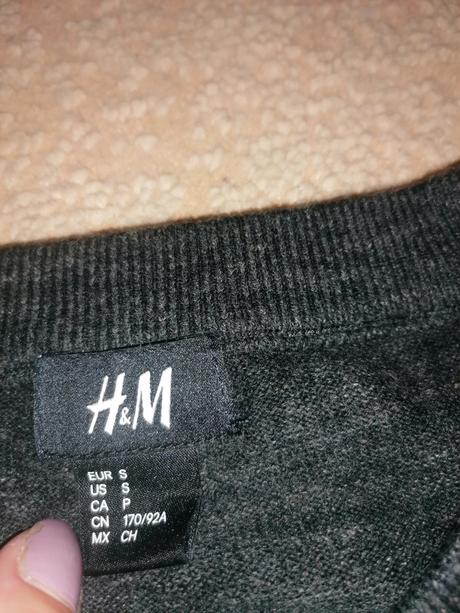 H&M
EUR S
US S
CA P
CN 170/92A
MX CH